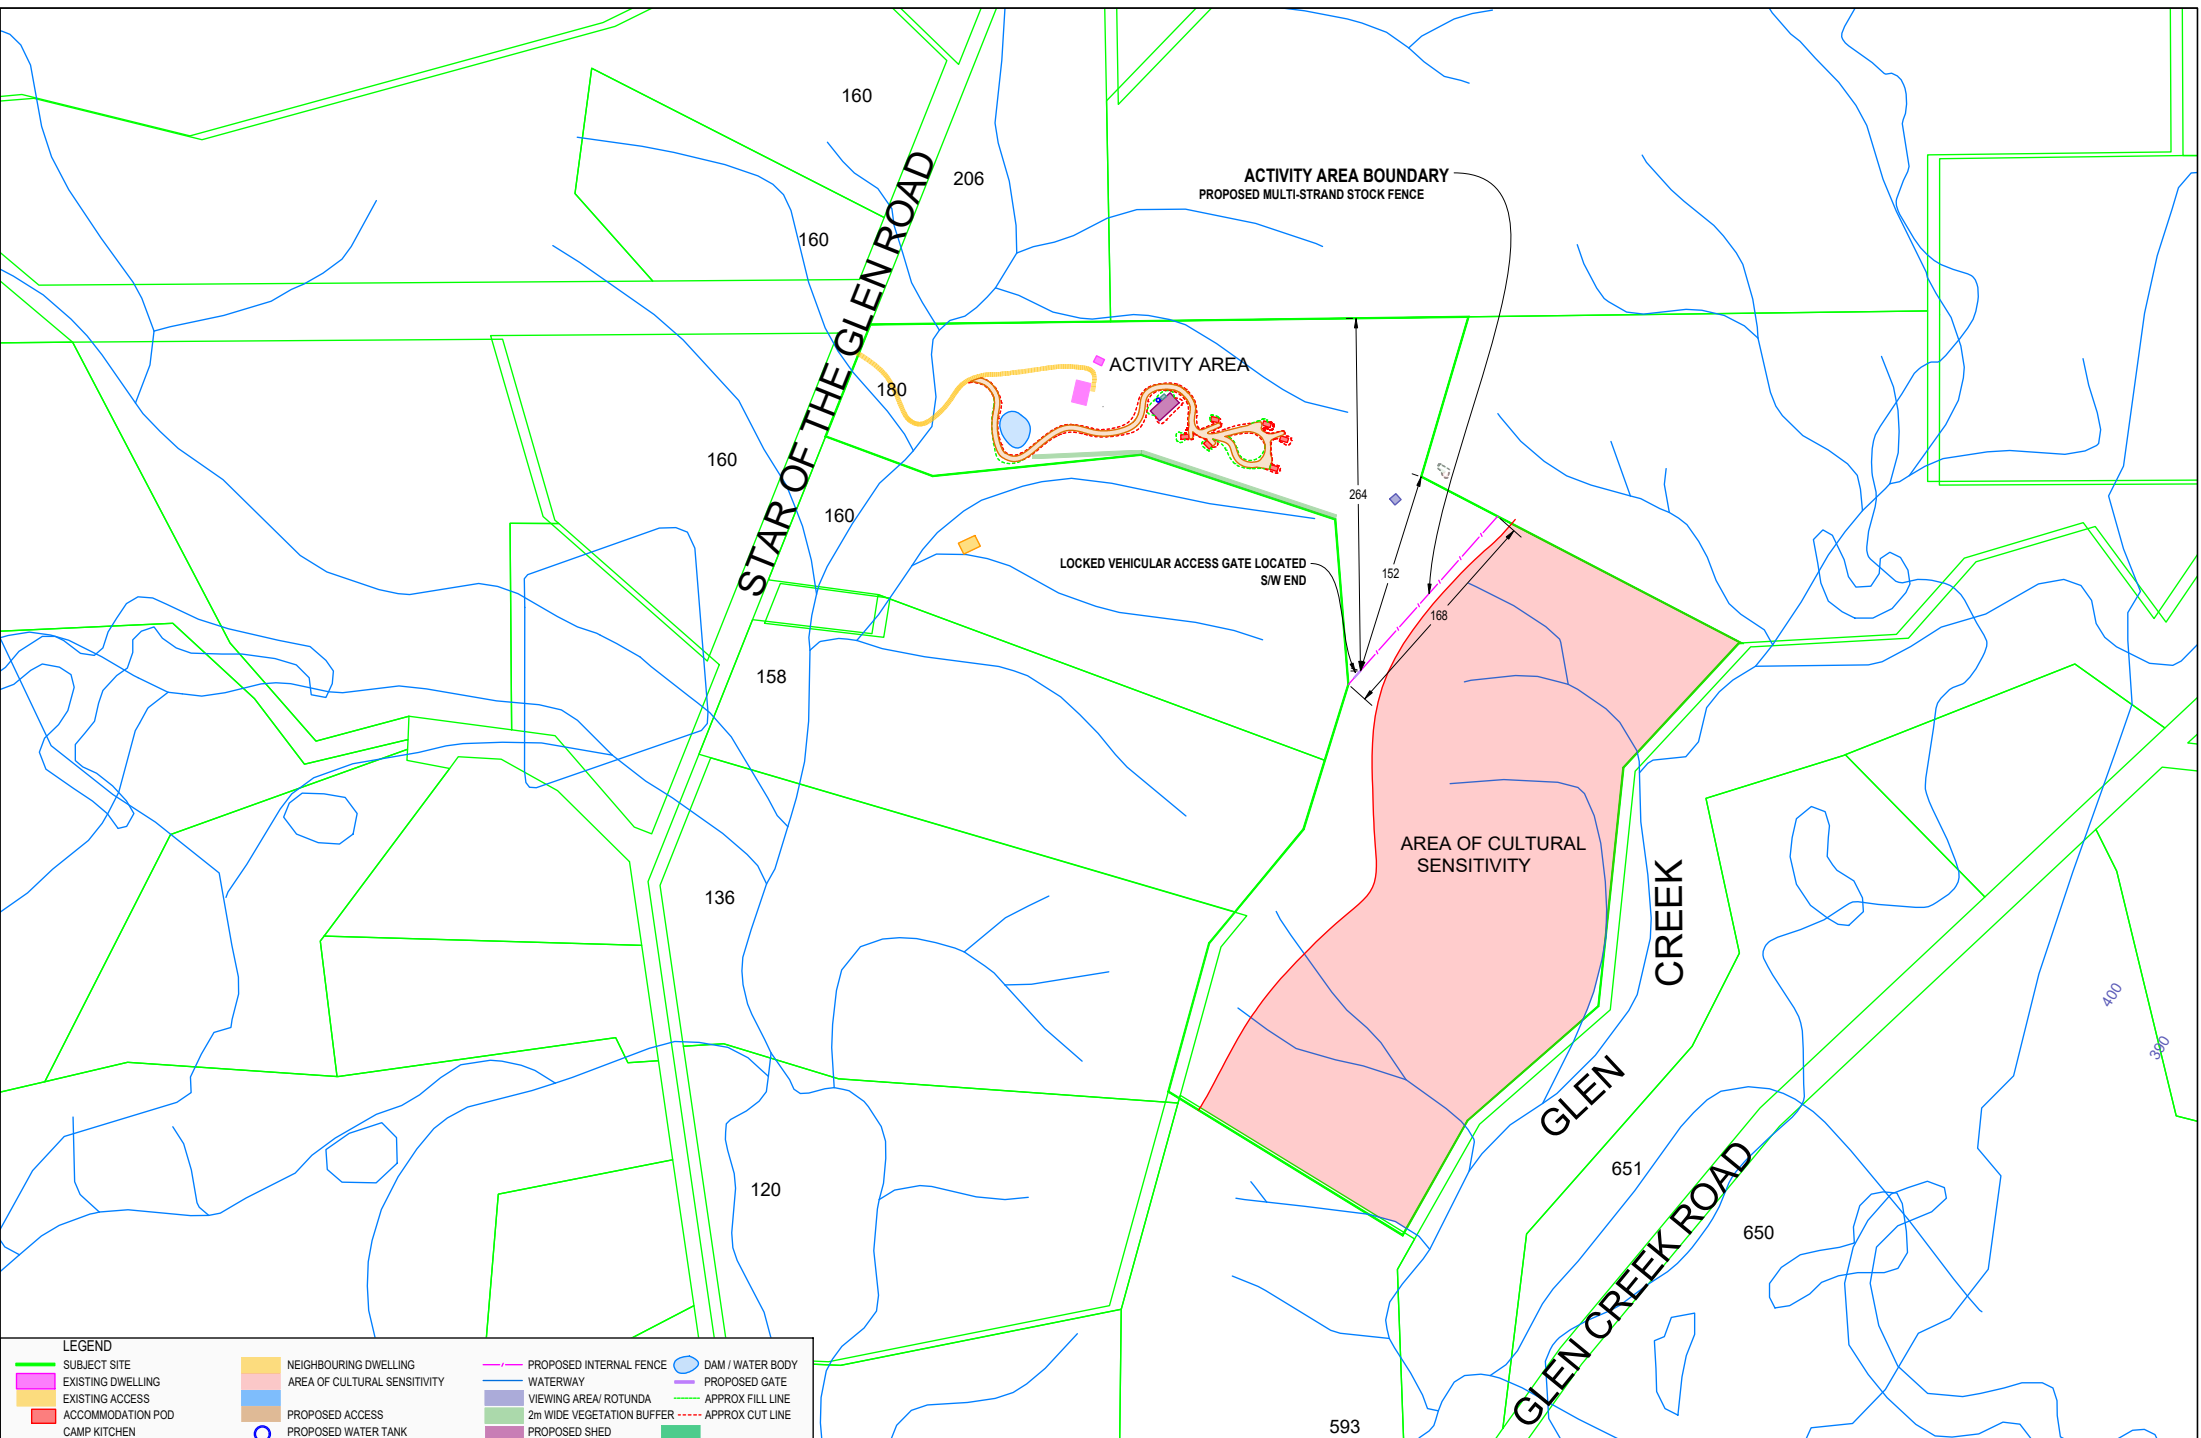 160
206
ACTIVITY AREA BOUNDARY
PROPOSED MULTI-STRAND STOCK FENCE
160
STAR OF THE GLEN ROAD
ACTIVITY AREA
180
160
264
160
LOCKED VEHICULAR ACCESS GATE LOCATED
S/W END
152
168
158
AREA OF CULTURAL
SENSITIVITY
136
GLEN CREEK
400
390
651
120
650
GLEN CREEK ROAD
593
LEGEND
SUBJECT SITE
EXISTING DWELLING
EXISTING ACCESS
ACCOMMODATION POD
CAMP KITCHEN
NEIGHBOURING DWELLING
AREA OF CULTURAL SENSITIVITY
PROPOSED ACCESS
PROPOSED WATER TANK
PROPOSED INTERNAL FENCE
WATERWAY
VIEWING AREA/ ROTUNDA
2m WIDE VEGETATION BUFFER
PROPOSED SHED
DAM / WATER BODY
PROPOSED GATE
APPROX FILL LINE
APPROX CUT LINE